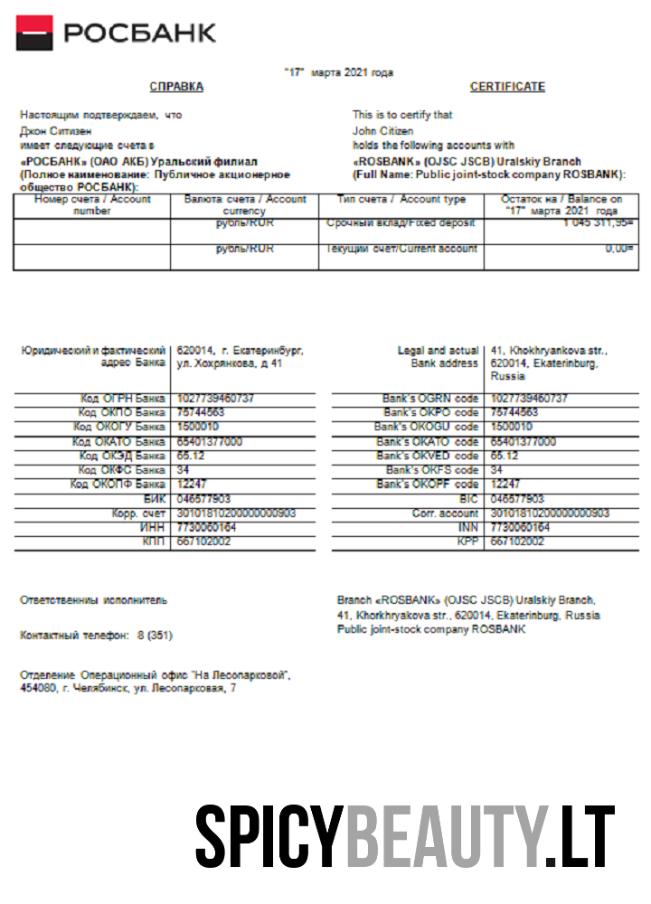 РОСБАНК
"17" марта 2021 года
СПРАВКА
CERTIFICATE
Настоящим подтверждаем, что
Джон Ситизен
имеет следующие счета в
«РОСБАНК» (ОАО АКБ) Уральский филиал
(Полное наименование: Публичное акционерное
общество РОСБАНК):
This is to certify that
John Citizen
holds the following accounts with
«ROSBANK» (OJSC JSCB) Uralskiy Branch
(Full Name: Public joint-stock company ROSBANK):
Номер счета / Account number
Валюта счета / Account currency
Тип счета / Account type
Остаток на / Balance on "17" марта 2021 года
рубль/RUR
Срочный вклад/Fixed deposit
1 045 311,95=
рубль/RUR
Текущий счет/Current account
0,00=
Юридический и фактический адрес Банка
620014, г. Екатеринбург,
ул. Хохрянкова, д 41
Код ОГРН Банка 1027739460737
Код ОКПО Банка 75744563
Код ОКОГУ Банка 1500010
Код ОКАТО Банка 65401377000
Код ОКЭД Банка 65.12
Код ОКФС Банка 34
Код ОКОПФ Банка 12247
БИК 046577903
Корр. счет 30101810200000000903
ИНН 7730060164
КПП 667102002
Legal and actual Bank address
41, Khokhryankova str.,
620014, Ekaterinburg,
Russia
Bank's OGRN code 1027739460737
Bank's OKPO code 75744563
Bank's OKOGU code 1500010
Bank's OKATO code 65401377000
Bank's OKVED code 65.12
Bank's OKFS code 34
Bank's OKOPF code 12247
BIC 046577903
Corr. account 30101810200000000903
INN 7730060164
KPP 667102002
Ответственны исполнитель
Контактный телефон: 8 (351)
Отделение Операционный офис "На Лесопарковой",
454080, г. Челябинск, ул. Лесопарковая, 7
Branch «ROSBANK» (OJSC JSCB) Uralskiy Branch,
41, Khorkhryakova str., 620014, Ekaterinburg, Russia
Public joint-stock company ROSBANK
SPICYBEAUTY.LT